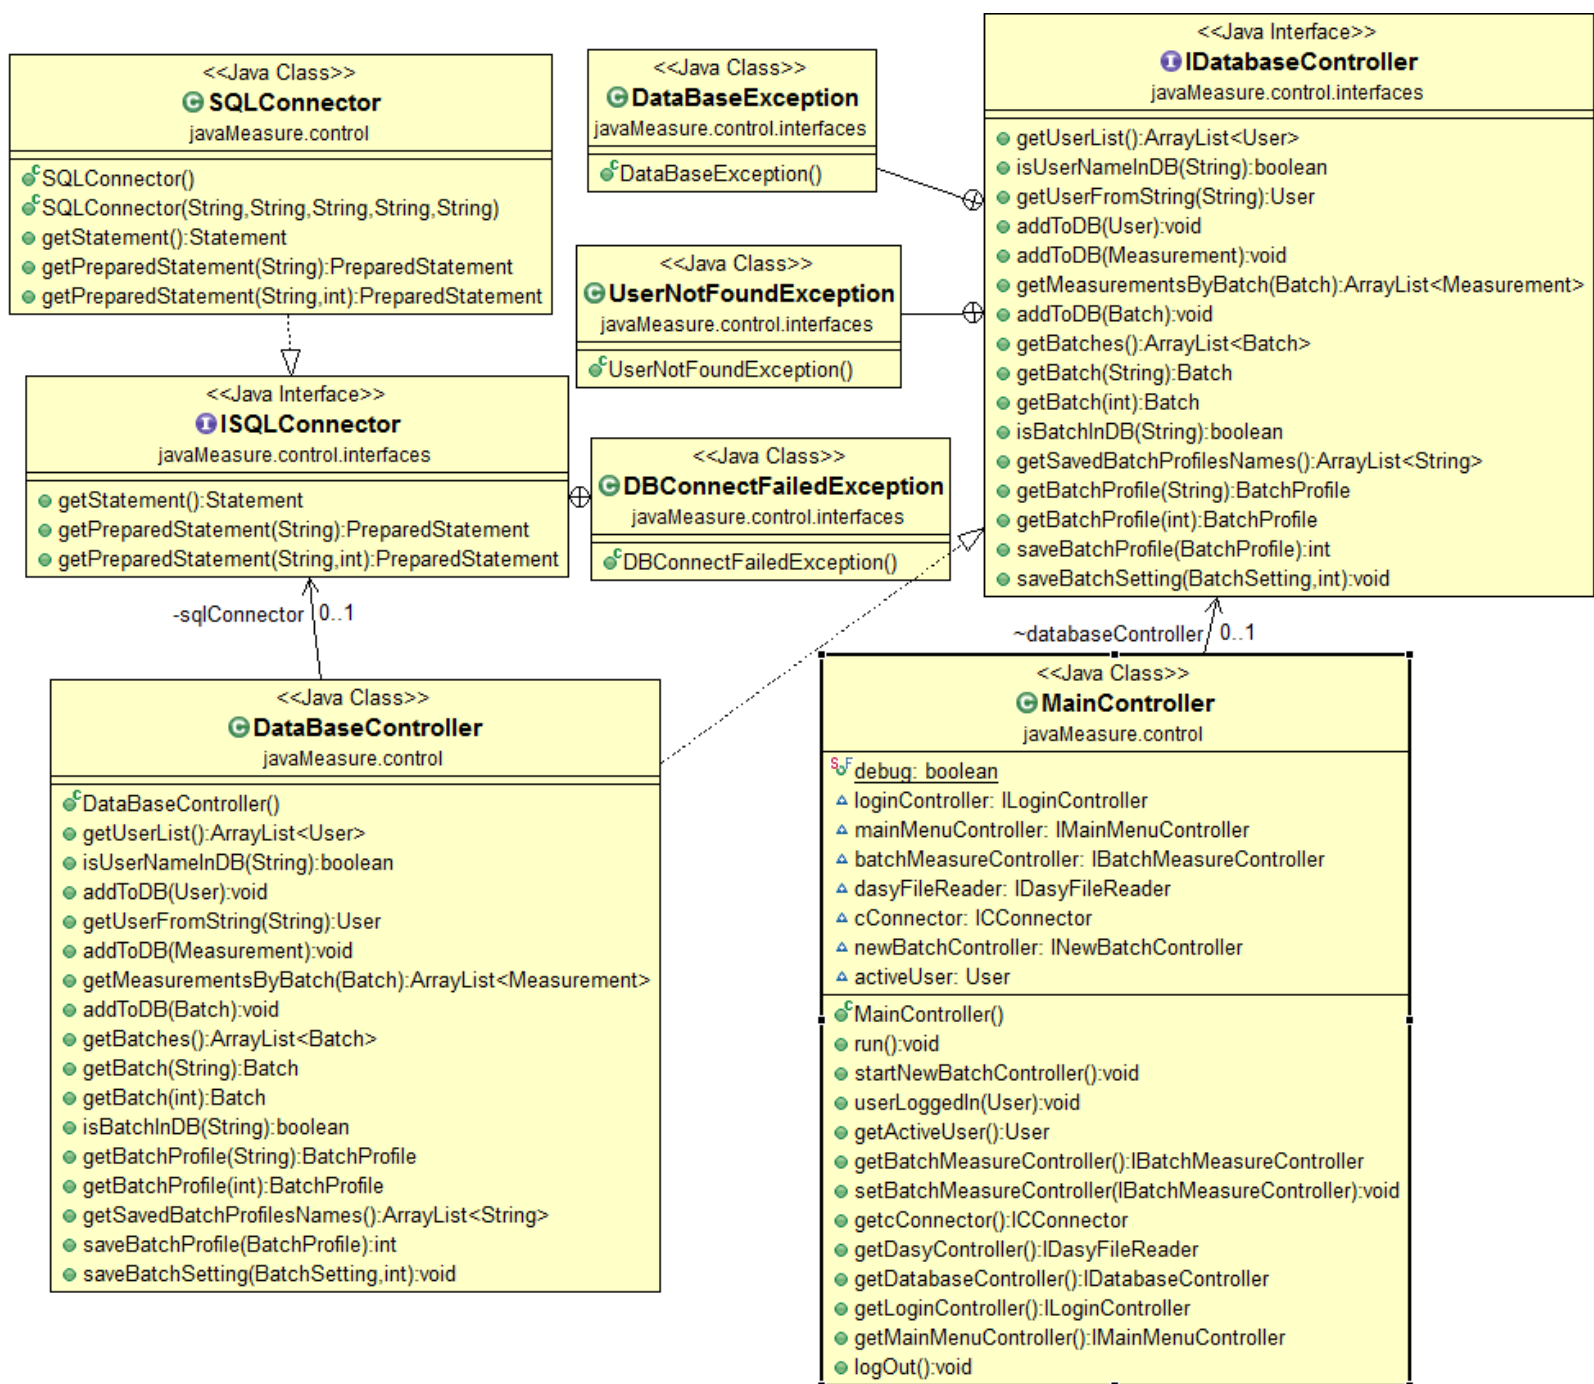 <<Java Class>>
SQLConnector
javaMeasure.control
SQLConnector()
SQLConnector(String,String,String,String,String)
getStatement():Statement
getPreparedStatement(String):PreparedStatement
getPreparedStatement(String,int):PreparedStatement
<<Java Class>>
DataBaseException
javaMeasure.control.interfaces
DataBaseException()
<<Java Interface>>
IDatabaseController
javaMeasure.control.interfaces
getUserList():ArrayList<User>
isUserNameInDB(String):boolean
getUserFromString(String):User
addToDB(User):void
addToDB(Measurement):void
getMeasurementsByBatch(Batch):ArrayList<Measurement>
addToDB(Batch):void
getBatches():ArrayList<Batch>
getBatch(String):Batch
getBatch(int):Batch
isBatchInDB(String):boolean
getSavedBatchProfilesNames():ArrayList<String>
getBatchProfile(String):BatchProfile
getBatchProfile(int):BatchProfile
saveBatchProfile(BatchProfile):int
saveBatchSetting(BatchSetting,int):void
<<Java Class>>
UserNotFoundException
javaMeasure.control.interfaces
UserNotFoundException()
<<Java Interface>>
ISQLConnector
javaMeasure.control.interfaces
getStatement():Statement
getPreparedStatement(String):PreparedStatement
getPreparedStatement(String,int):PreparedStatement
<<Java Class>>
DBConnectFailedException
javaMeasure.control.interfaces
DBConnectFailedException()
-sqlConnector 0..1
~databaseController 0..1
<<Java Class>>
DataBaseController
javaMeasure.control
DataBaseController()
getUserList():ArrayList<User>
isUserNameInDB(String):boolean
addToDB(User):void
getUserFromString(String):User
addToDB(Measurement):void
getMeasurementsByBatch(Batch):ArrayList<Measurement>
addToDB(Batch):void
getBatches():ArrayList<Batch>
getBatch(String):Batch
getBatch(int):Batch
isBatchInDB(String):boolean
getBatchProfile(String):BatchProfile
getBatchProfile(int):BatchProfile
getSavedBatchProfilesNames():ArrayList<String>
saveBatchProfile(BatchProfile):int
saveBatchSetting(BatchSetting,int):void
<<Java Class>>
MainController
javaMeasure.control
debug: boolean
loginController: ILoginController
mainMenuController: IMainMenuController
batchMeasureController: IBatchMeasureController
dasyFileReader: IDasyFileReader
cConnector: ICConnector
newBatchController: INewBatchController
activeUser: User
MainController()
run():void
startNewBatchController():void
userLoggedIn(User):void
getActiveUser():User
getBatchMeasureController():IBatchMeasureController
setBatchMeasureController(IBatchMeasureController):void
getcConnector():ICConnector
getDasyController():IDasyFileReader
getDatabaseController():IDatabaseController
getLoginController():ILoginController
getMainMenuController():IMainMenuController
logOut():void